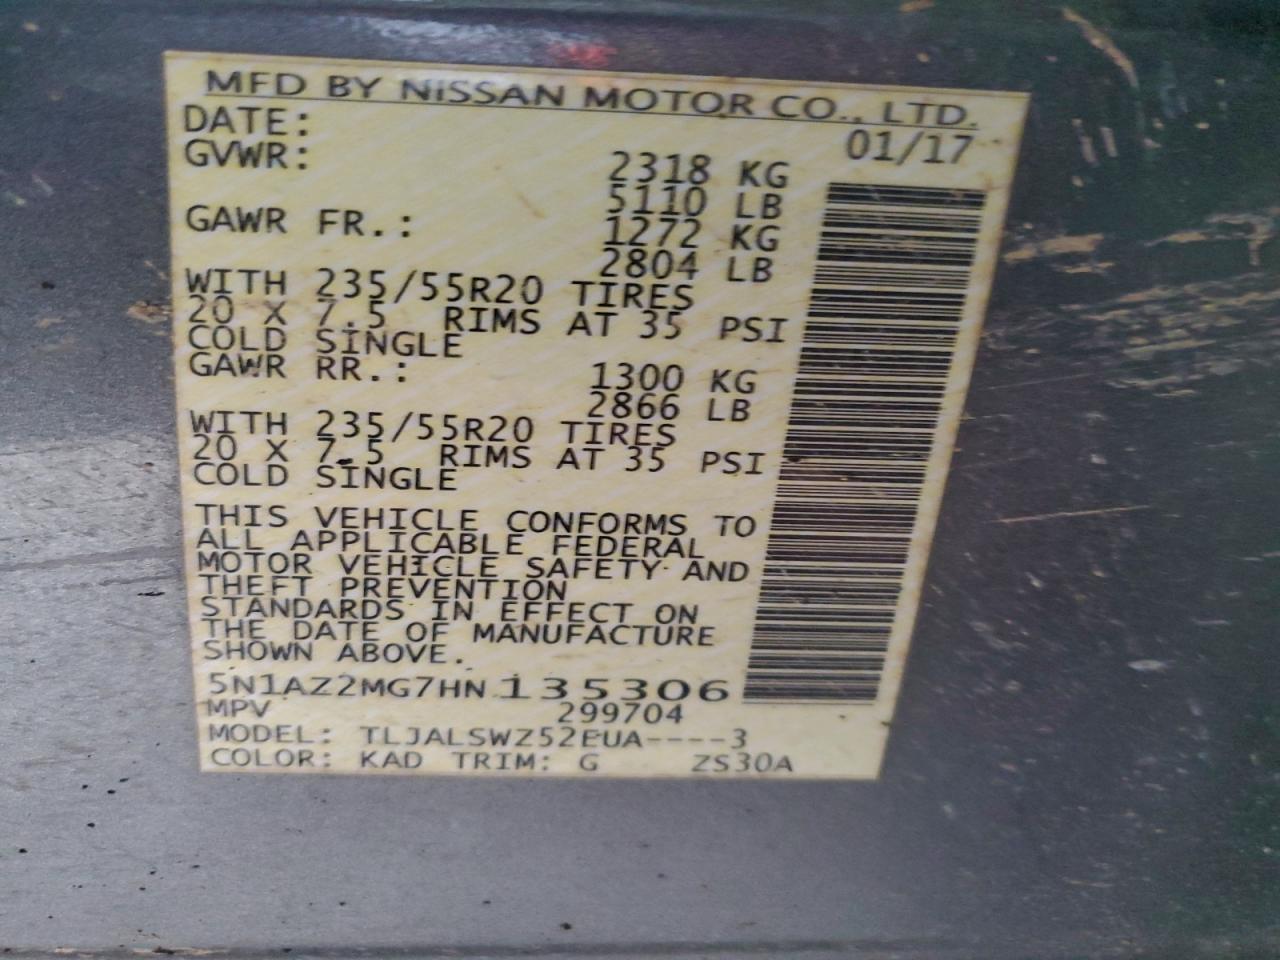 MFD BY NISSAN MOTOR CO., LTD.
DATE: 01/17
GVWR: 2318 KG
5110 LB
GAWR FR.: 1272 KG
2804 LB
WITH 235/55R20 TIRES
20 X 7.5 RIMS AT 35 PSI
COLD SINGLE
GAWR RR.: 1300 KG
2866 LB
WITH 235/55R20 TIRES
20 X 7.5 RIMS AT 35 PSI
COLD SINGLE
THIS VEHICLE CONFORMS TO
ALL APPLICABLE FEDERAL
MOTOR VEHICLE SAFETY AND
THEFT PREVENTION
STANDARDS IN EFFECT ON
THE DATE OF MANUFACTURE
SHOWN ABOVE.
5N1AZ2MG7HN135306
MPV 299704
MODEL: TLJALSWZ52EUA----3
COLOR: KAD TRIM: G ZS30A